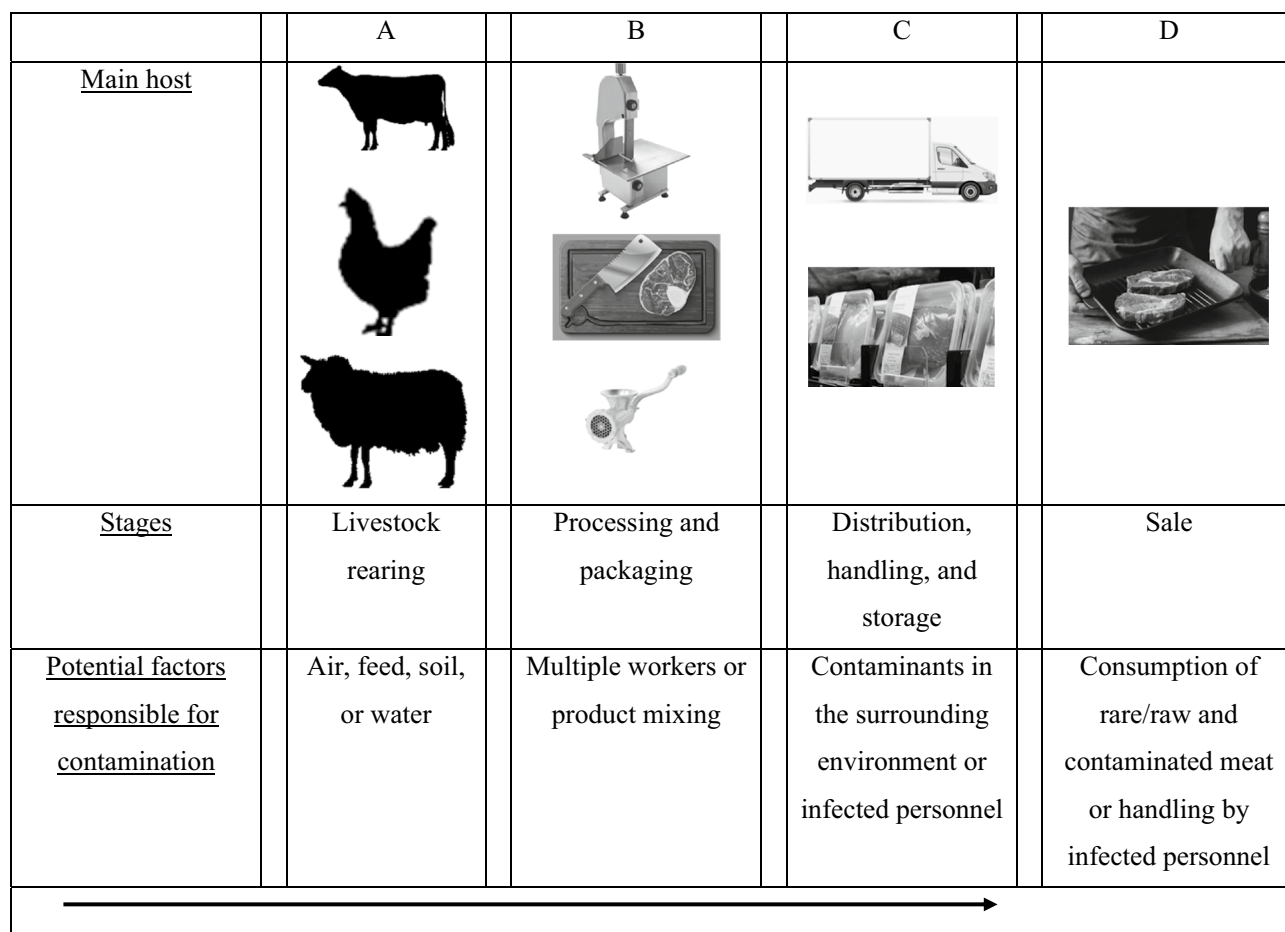 A
B
C
D
Main host
Stages
Livestock
rearing
Processing and
packaging
Distribution,
handling, and
storage
Sale
Potential factors
responsible for
contamination
Air, feed, soil,
or water
Multiple workers or
product mixing
Contaminants in
the surrounding
environment or
infected personnel
Consumption of
rare/raw and
contaminated meat
or handling by
infected personnel